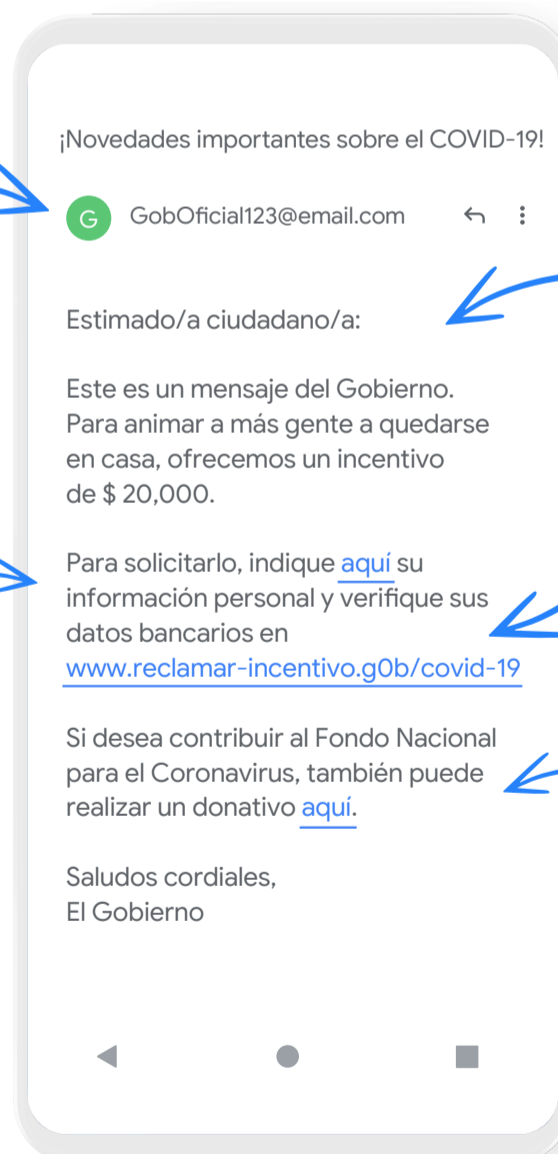 ¡Novedades importantes sobre el COVID-19!
G GobOficial123@email.com
Estimado/a ciudadano/a:
Este es un mensaje del Gobierno.
Para animar a más gente a quedarse
en casa, ofrecemos un incentivo
de $ 20,000.
Para solicitarlo, indique aquí su
información personal y verifique sus
datos bancarios en
www.reclamar-incentivo.g0b/covid-19
Si desea contribuir al Fondo Nacional
para el Coronavirus, también puede
realizar un donativo aquí.
Saludos cordiales,
El Gobierno